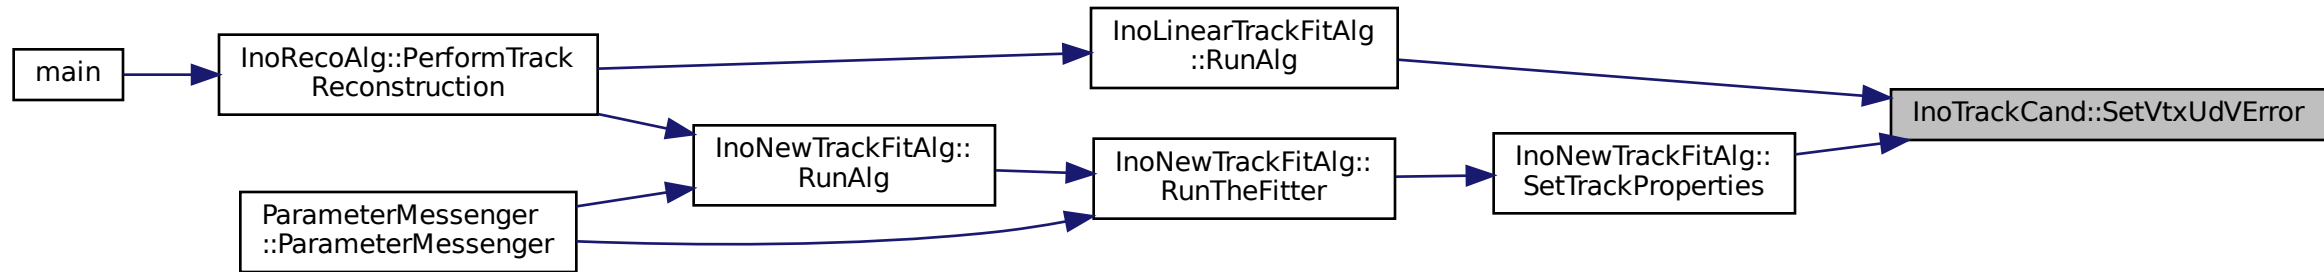 main
InoRecoAlg::PerformTrack
Reconstruction
InoLinearTrackFitAlg
::RunAlg
InoTrackCand::SetVtxUdVError
InoNewTrackFitAlg::
RunAlg
InoNewTrackFitAlg::
RunTheFitter
InoNewTrackFitAlg::
SetTrackProperties
ParameterMessenger
::ParameterMessenger